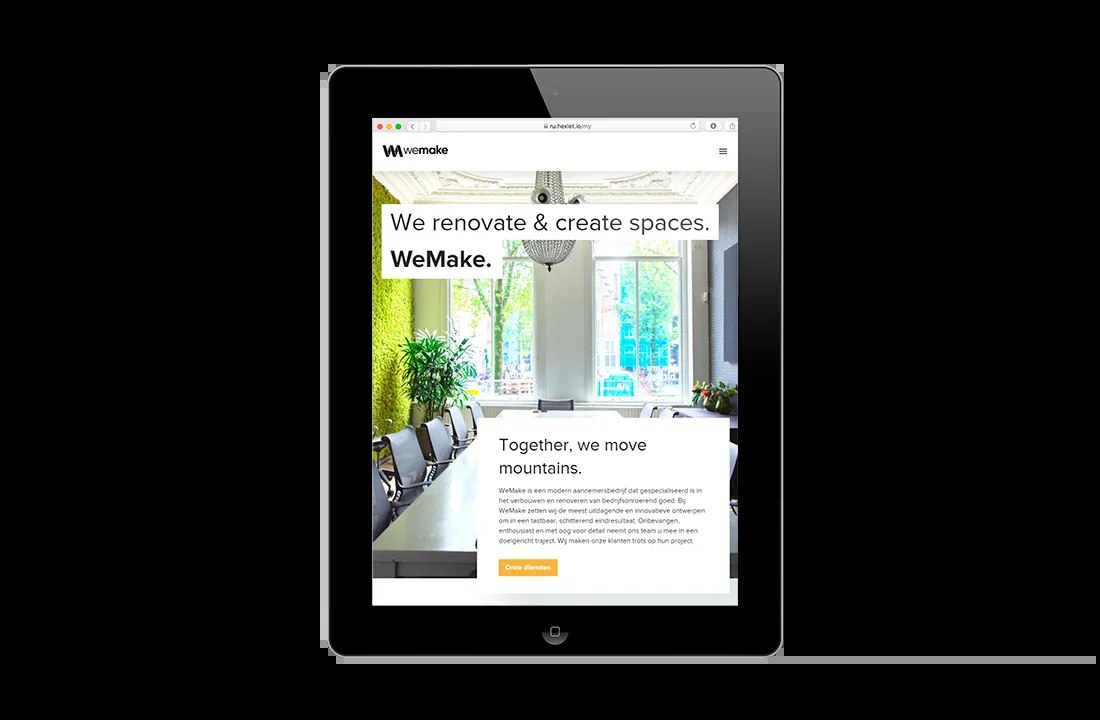 ru.hexlet.io/my
wemake
We renovate & create spaces.
WeMake.
Together, we move
mountains.
WeMake is een modern aannemersbedrijf dat gespecialiseerd is in
het verbouwen en renoveren van bedrijfsonroerend goed. Bij
WeMake zetten wij de meest uitdagende en innovatieve ontwerpen
om in een tastbaar, schitterend eindresultaat. Onbevangen,
enthousiast en met oog voor detail neemt ons team u mee in een
doelgericht traject. Wij maken onze klanten trots op hun project.
Onze diensten